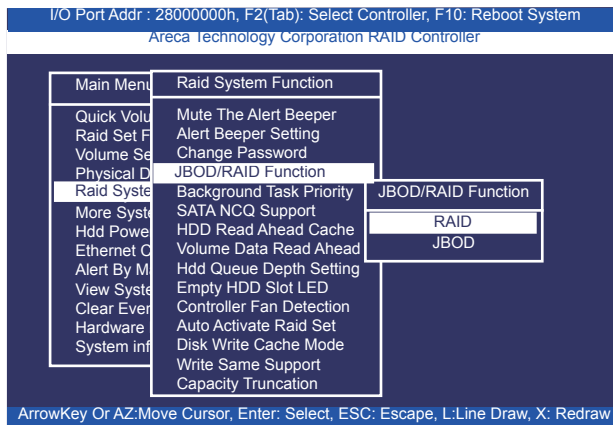 I/O Port Addr : 28000000h, F2(Tab): Select Controller, F10: Reboot System
Areca Technology Corporation RAID Controller
Main Menu
Quick Volu
Raid Set F
Volume Se
Physical D
Raid Syste
More Syste
Hdd Powe
Ethernet C
Alert By M
View Syste
Clear Even
Hardware
System inf
Raid System Function
Mute The Alert Beeper
Alert Beeper Setting
Change Password
JBOD/RAID Function
Background Task Priority
SATA NCQ Support
HDD Read Ahead Cache
Volume Data Read Ahead
Hdd Queue Depth Setting
Empty HDD Slot LED
Controller Fan Detection
Auto Activate Raid Set
Disk Write Cache Mode
Write Same Support
Capacity Truncation
JBOD/RAID Function
RAID
JBOD
ArrowKey Or AZ:Move Cursor, Enter: Select, ESC: Escape, L:Line Draw, X: Redraw